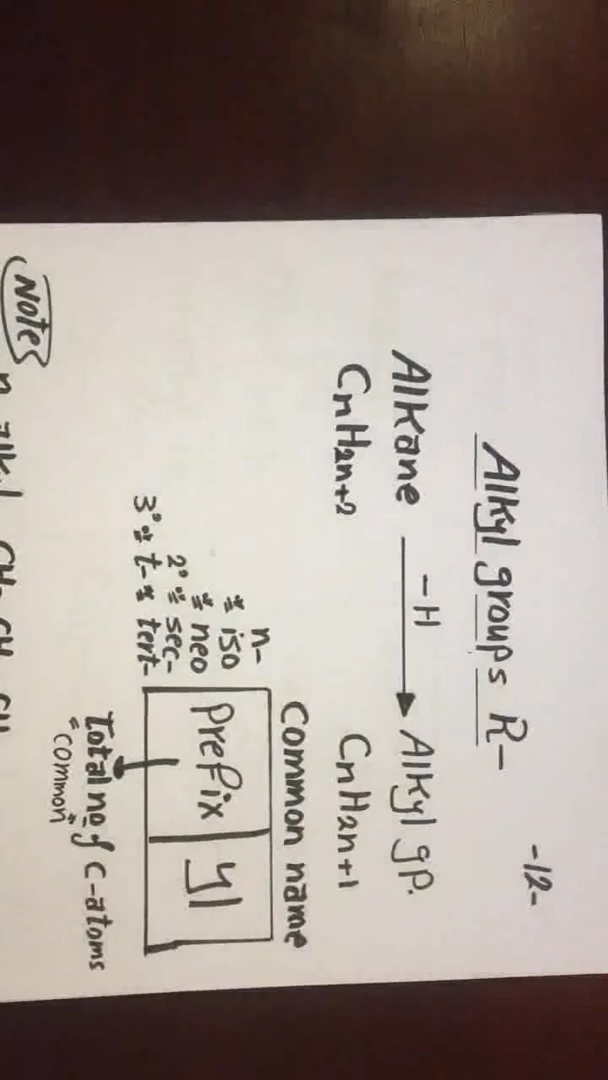 -12-
Alkyl groups R-
Alkane -H Alkyl gp.
CnH2n+2 CnH2n+1
Common name
n-
iso
neo
2° sec-
3° t- tert-
Prefix yl
Total no of C-atoms
common
Notes